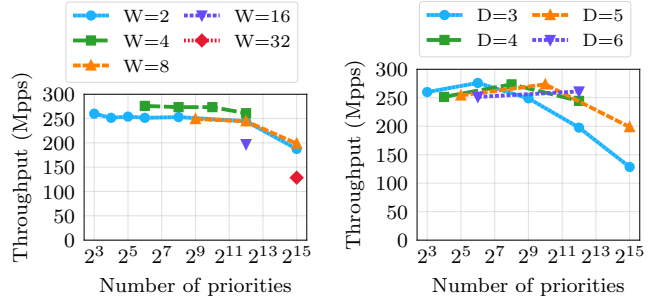 W=2 W=16
W=4 W=32
W=8
Throughput (Mpps)
300
250
200
150
100
50
0
2^3 2^5 2^7 2^9 2^11 2^13 2^15
Number of priorities
D=3 D=5
D=4 D=6
Throughput (Mpps)
300
250
200
150
100
50
0
2^3 2^5 2^7 2^9 2^11 2^13 2^15
Number of priorities